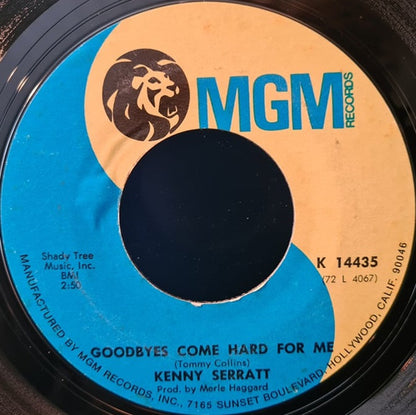 MGM
RECORDS
Shady Tree
Music, Inc.
BMI
2:50
K 14435
(72 L 4067)
GOODBYES COME HARD FOR ME
(Tommy Collins)
KENNY SERRATT
Prod. by Merle Haggard
MANUFACTURED BY MGM RECORDS, INC., 7165 SUNSET BOULEVARD, HOLLYWOOD, CALIF. 90046